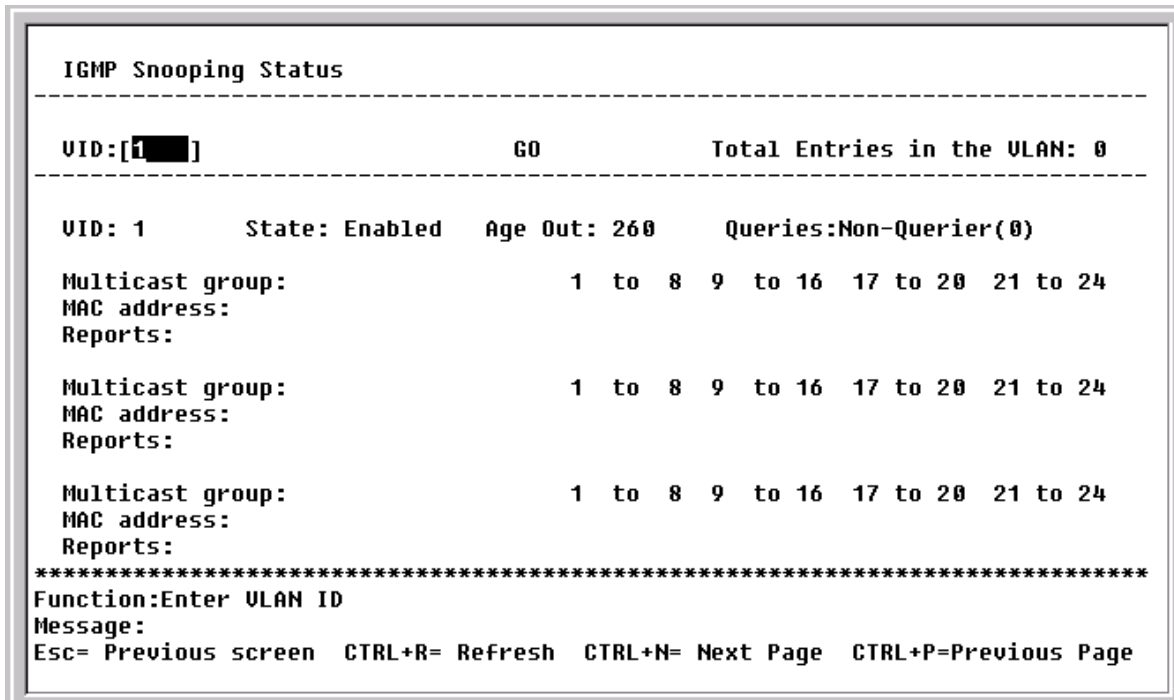 IGMP Snooping Status
--------------------------------------------------------------------------------
VID:[1   ] GO Total Entries in the VLAN: 0
--------------------------------------------------------------------------------
VID: 1 State: Enabled Age Out: 260 Queries:Non-Querier(0)
Multicast group: 1 to 8 9 to 16 17 to 20 21 to 24
MAC address:
Reports:
Multicast group: 1 to 8 9 to 16 17 to 20 21 to 24
MAC address:
Reports:
Multicast group: 1 to 8 9 to 16 17 to 20 21 to 24
MAC address:
Reports:
********************************************************************************
Function:Enter VLAN ID
Message:
Esc= Previous screen CTRL+R= Refresh CTRL+N= Next Page CTRL+P=Previous Page